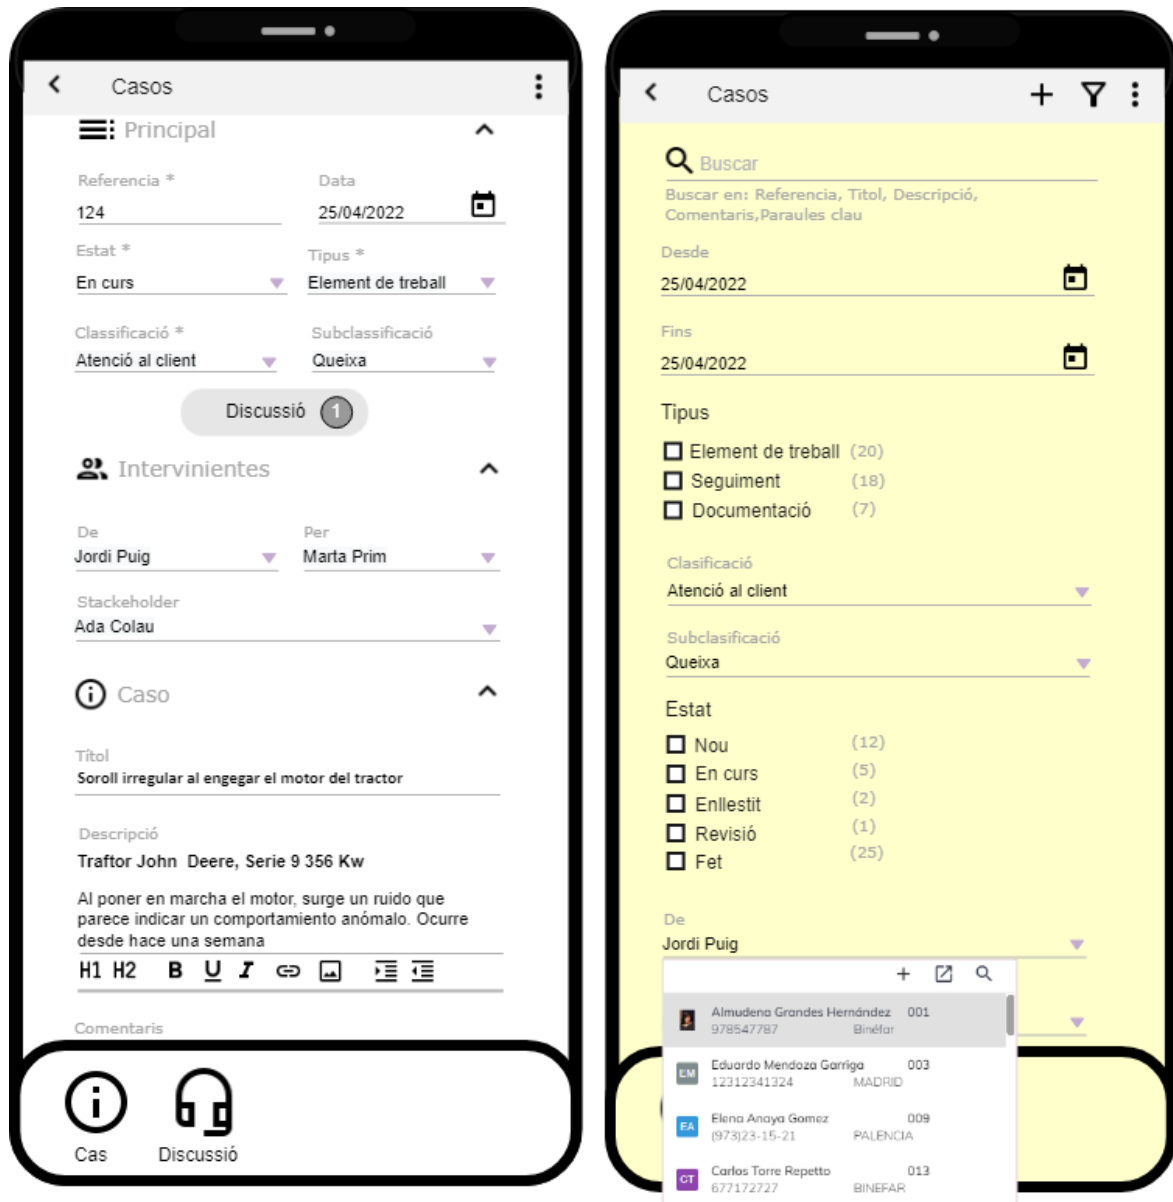 Casos
Principal
Referencia *
Data
124
25/04/2022
Estat *
Tipus *
En curs
Element de treball
Classificació *
Subclassificació
Atenció al client
Queixa
Discussió 1
Intervinientes
De
Per
Jordi Puig
Marta Prim
Stackeholder
Ada Colau
Caso
Títol
Soroll irregular al engegar el motor del tractor
Descripció
Traftor John Deere, Serie 9 356 Kw
Al poner en marcha el motor, surge un ruido que
parece indicar un comportamiento anómalo. Ocurre
desde hace una semana
H1 H2 B U I
Comentaris
Cas
Discussió
Casos
Buscar
Buscar en: Referencia, Titol, Descripció,
Comentaris,Paraules clau
Desde
25/04/2022
Fins
25/04/2022
Tipus
Element de treball (20)
Seguiment (18)
Documentació (7)
Clasificació
Atenció al client
Subclasificació
Queixa
Estat
Nou (12)
En curs (5)
Enllestit (2)
Revisió (1)
Fet (25)
De
Jordi Puig
Almudena Grandes Hernández 001
978547787 Binéfar
EM
Eduardo Mendoza Garriga 003
12312341324 MADRID
EA
Elena Anaya Gomez 009
(973)23-15-21 PALENCIA
CT
Carlos Torre Repetto 013
677172727 BINEFAR